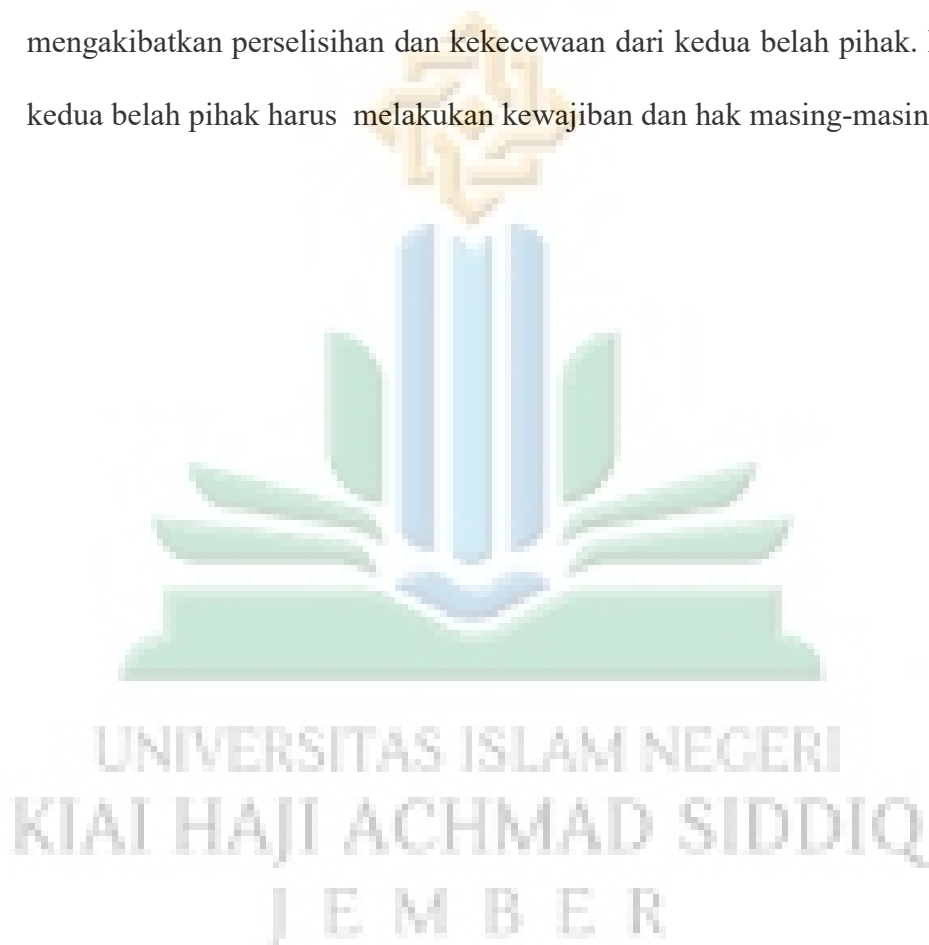 mengakibatkan perselisihan dan kekecewaan dari kedua belah pihak.
kedua belah pihak harus melakukan kewajiban dan hak masing-masin
UNIVERSITAS ISLAM NEGERI
KIAI HAJI ACHMAD SIDDIQ
JEMBER